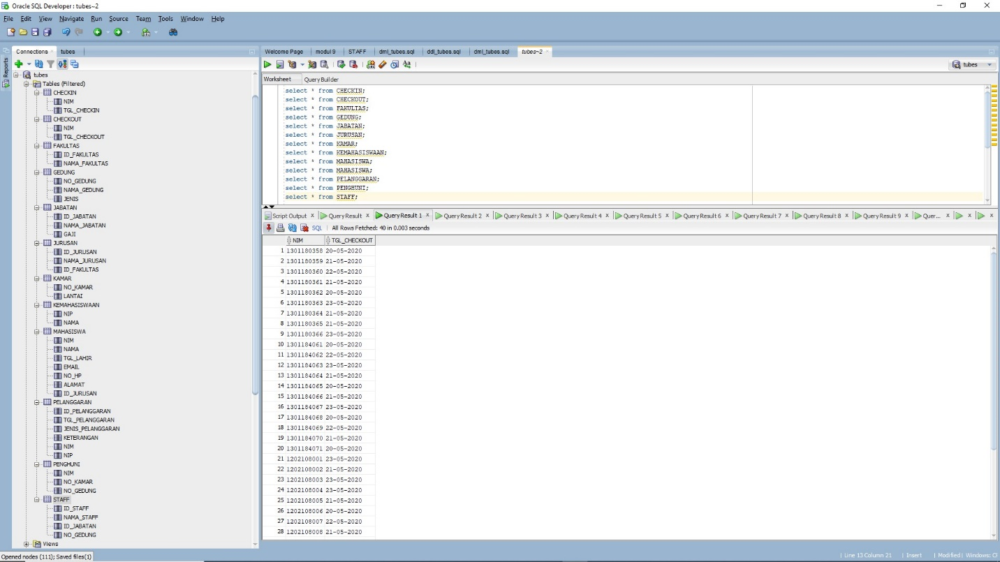 Oracle SQL Developer : tubes~2
File Edit View Navigate Run Source Team Tools Window Help
Connections tubes
Reports
tubes
Tables (Filtered)
CHECKIN
NIM
TGL_CHECKIN
CHECKOUT
NIM
TGL_CHECKOUT
FAKULTAS
ID_FAKULTAS
NAMA_FAKULTAS
GEDUNG
NO_GEDUNG
NAMA_GEDUNG
JENIS
JABATAN
ID_JABATAN
NAMA_JABATAN
GAJI
JURUSAN
ID_JURUSAN
NAMA_JURUSAN
ID_FAKULTAS
KAMAR
NO_KAMAR
LANTAI
KEMAHASISWAAN
NIP
NAMA
MAHASISWA
NIM
NAMA
TGL_LAHIR
EMAIL
NO_HP
ALAMAT
ID_JURUSAN
PELANGGARAN
ID_PELANGGARAN
TGL_PELANGGARAN
JENIS_PELANGGARAN
KETERANGAN
NIM
NIP
PENGHUNI
NIM
NO_KAMAR
NO_GEDUNG
STAFF
ID_STAFF
NAMA_STAFF
ID_JABATAN
NO_GEDUNG
Views
Welcome Page modul 9 STAFF dml_tubes.sql ddl_tubes.sql dml_tubes.sql tubes~2
tubes
Worksheet Query Builder
select * from CHECKIN;
select * from CHECKOUT;
select * from FAKULTAS;
select * from GEDUNG;
select * from JABATAN;
select * from JURUSAN;
select * from KAMAR;
select * from KEMAHASISWAAN;
select * from MAHASISWA;
select * from MAHASISWA;
select * from PELANGGARAN;
select * from PENGHUNI;
select * from STAFF;
Script Output x Query Result x Query Result 1 x Query Result 2 x Query Result 3 x Query Result 4 x Query Result 5 x Query Result 6 x Query Result 7 x Query Result 8 x Query Result 9 x Quer... x x x
SQL | All Rows Fetched: 40 in 0.003 seconds
NIM TGL_CHECKOUT
1 1301180358 20-05-2020
2 1301180359 21-05-2020
3 1301180360 22-05-2020
4 1301180361 21-05-2020
5 1301180362 20-05-2020
6 1301180363 23-05-2020
7 1301180364 21-05-2020
8 1301180365 21-05-2020
9 1301180366 23-05-2020
10 1301184061 20-05-2020
11 1301184062 22-05-2020
12 1301184063 23-05-2020
13 1301184064 21-05-2020
14 1301184065 20-05-2020
15 1301184066 21-05-2020
16 1301184067 23-05-2020
17 1301184068 20-05-2020
18 1301184069 22-05-2020
19 1301184070 21-05-2020
20 1301184071 20-05-2020
21 1202108001 23-05-2020
22 1202108002 21-05-2020
23 1202108003 23-05-2020
24 1202108004 23-05-2020
25 1202108005 21-05-2020
26 1202108006 20-05-2020
27 1202108007 22-05-2020
28 1202108008 21-05-2020
Opened nodes (111); Saved files(1)
| Line 13 Column 21 | Insert | Modified | Windows: Cl